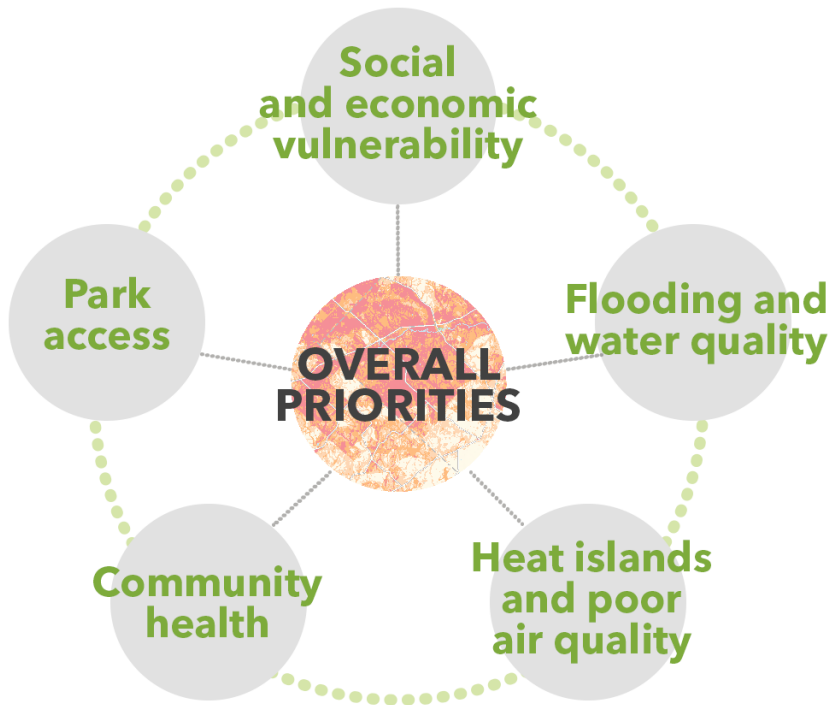 Social
and economic
vulnerability
Park
access
Flooding and
water quality
OVERALL
PRIORITIES
Community
health
Heat islands
and poor
air quality